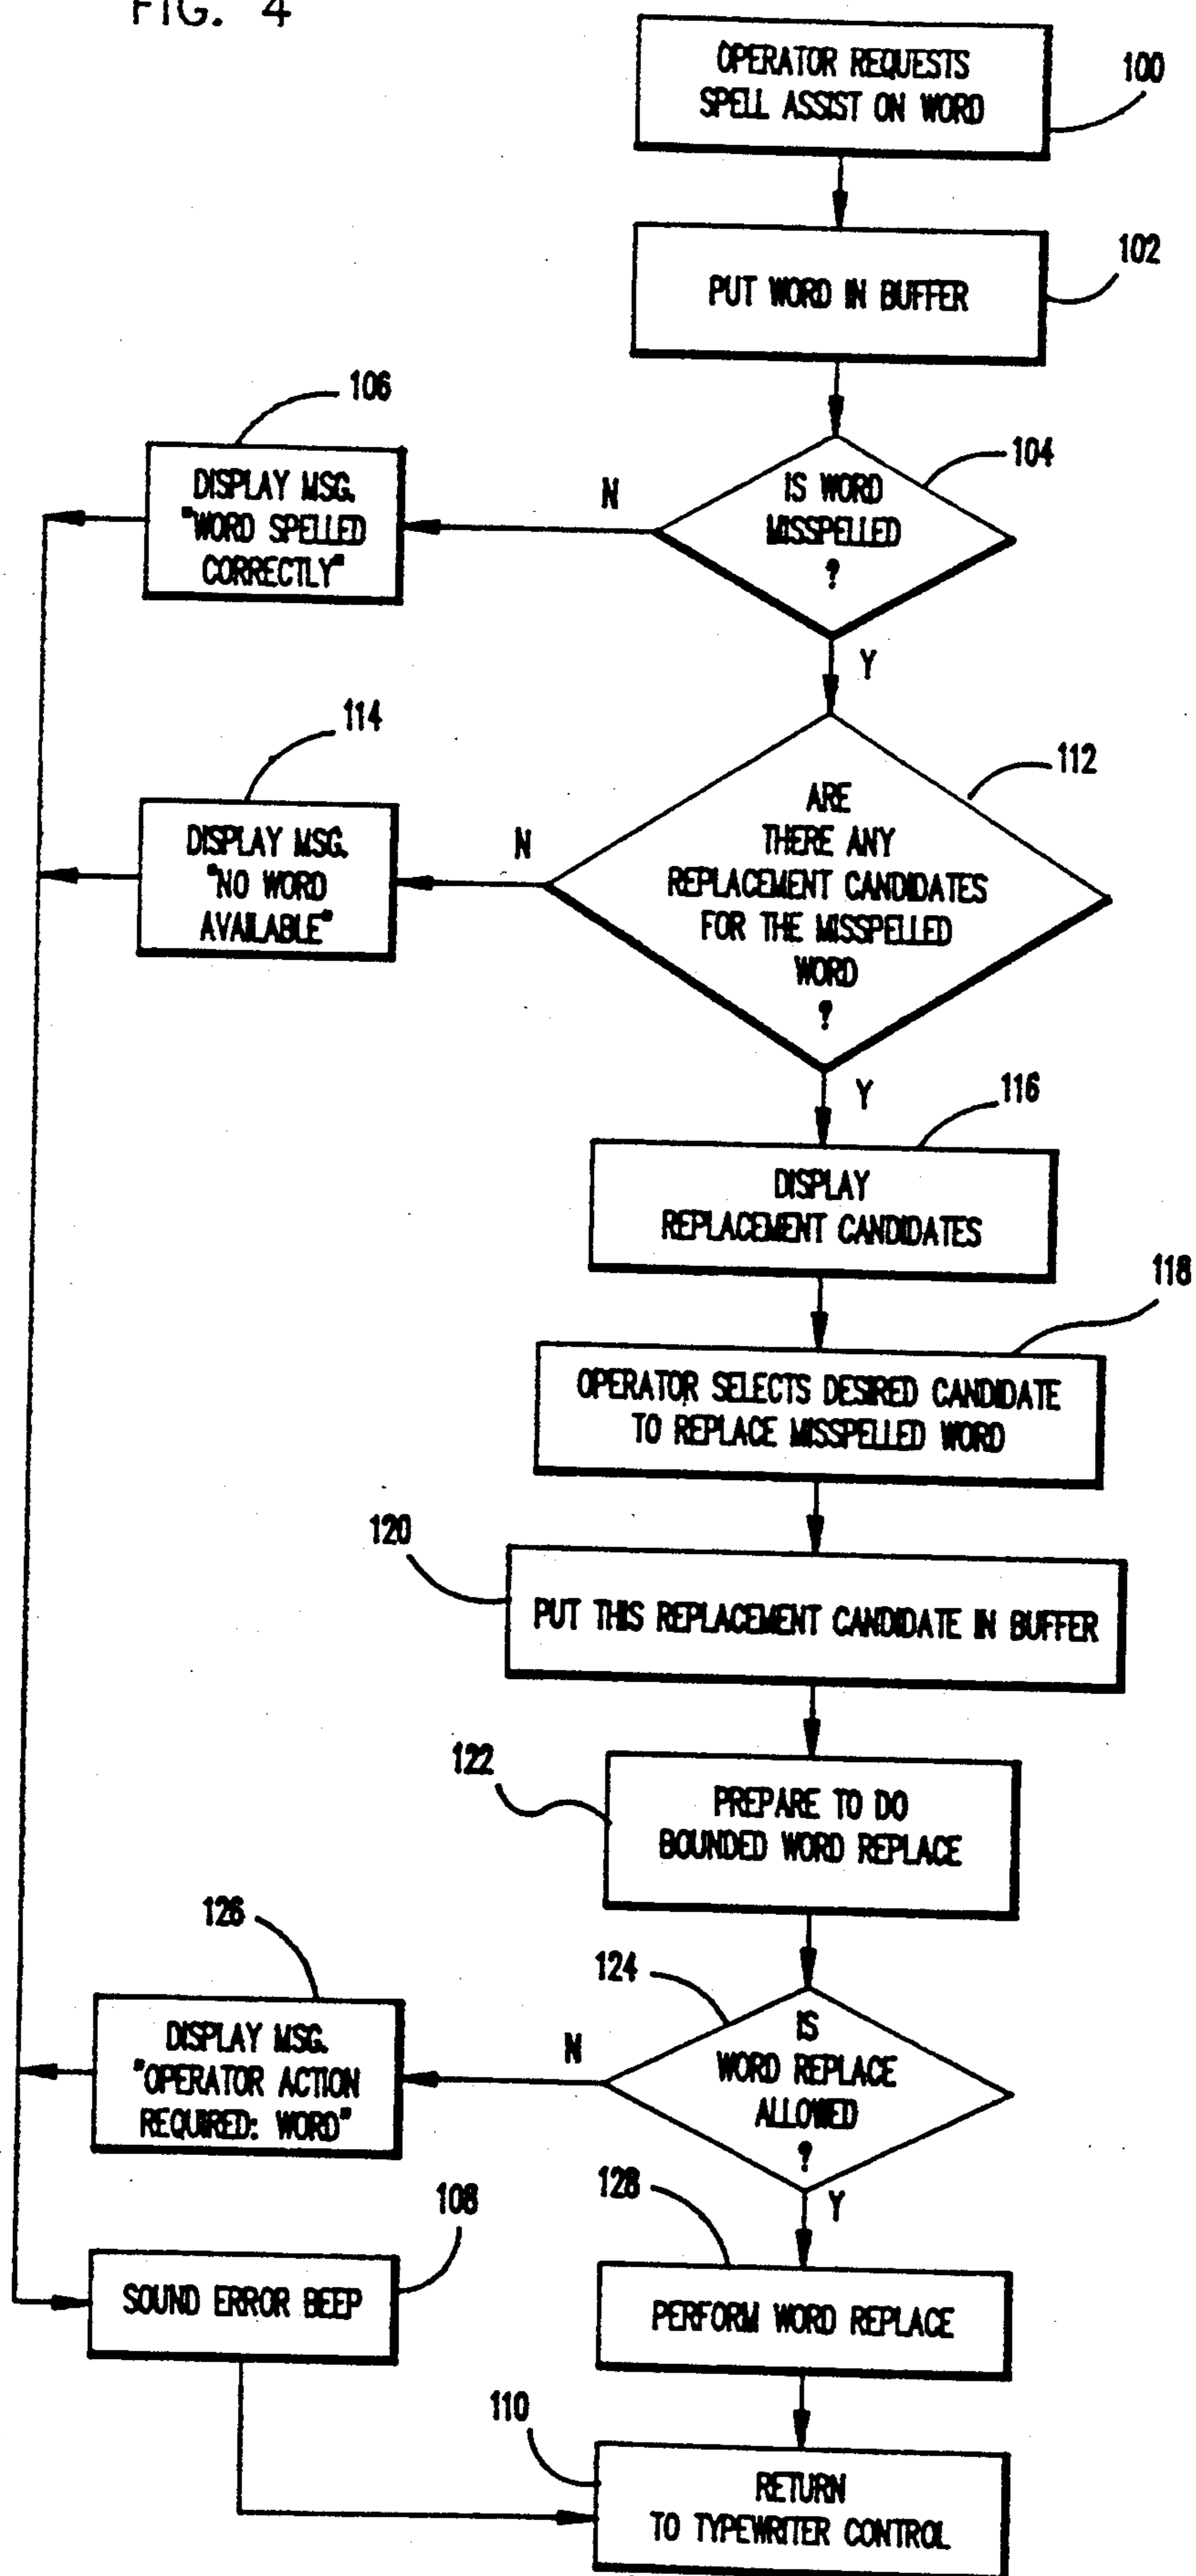 FIG. 4
OPERATOR REQUESTS
SPELL ASSIST ON WORD
100
PUT WORD IN BUFFER
102
IS WORD
MISSPELLED
?
104
N
106
DISPLAY MSG.
"WORD SPELLED
CORRECTLY"
Y
ARE
THERE ANY
REPLACEMENT CANDIDATES
FOR THE MISSPELLED
WORD
?
112
N
114
DISPLAY MSG.
"NO WORD
AVAILABLE"
Y
116
DISPLAY
REPLACEMENT CANDIDATES
118
OPERATOR SELECTS DESIRED CANDIDATE
TO REPLACE MISSPELLED WORD
120
PUT THIS REPLACEMENT CANDIDATE IN BUFFER
122
PREPARE TO DO
BOUNDED WORD REPLACE
124
IS
WORD REPLACE
ALLOWED
?
N
126
DISPLAY MSG.
"OPERATOR ACTION
REQUIRED: WORD"
Y
128
PERFORM WORD REPLACE
108
SOUND ERROR BEEP
110
RETURN
TO TYPEWRITER CONTROL